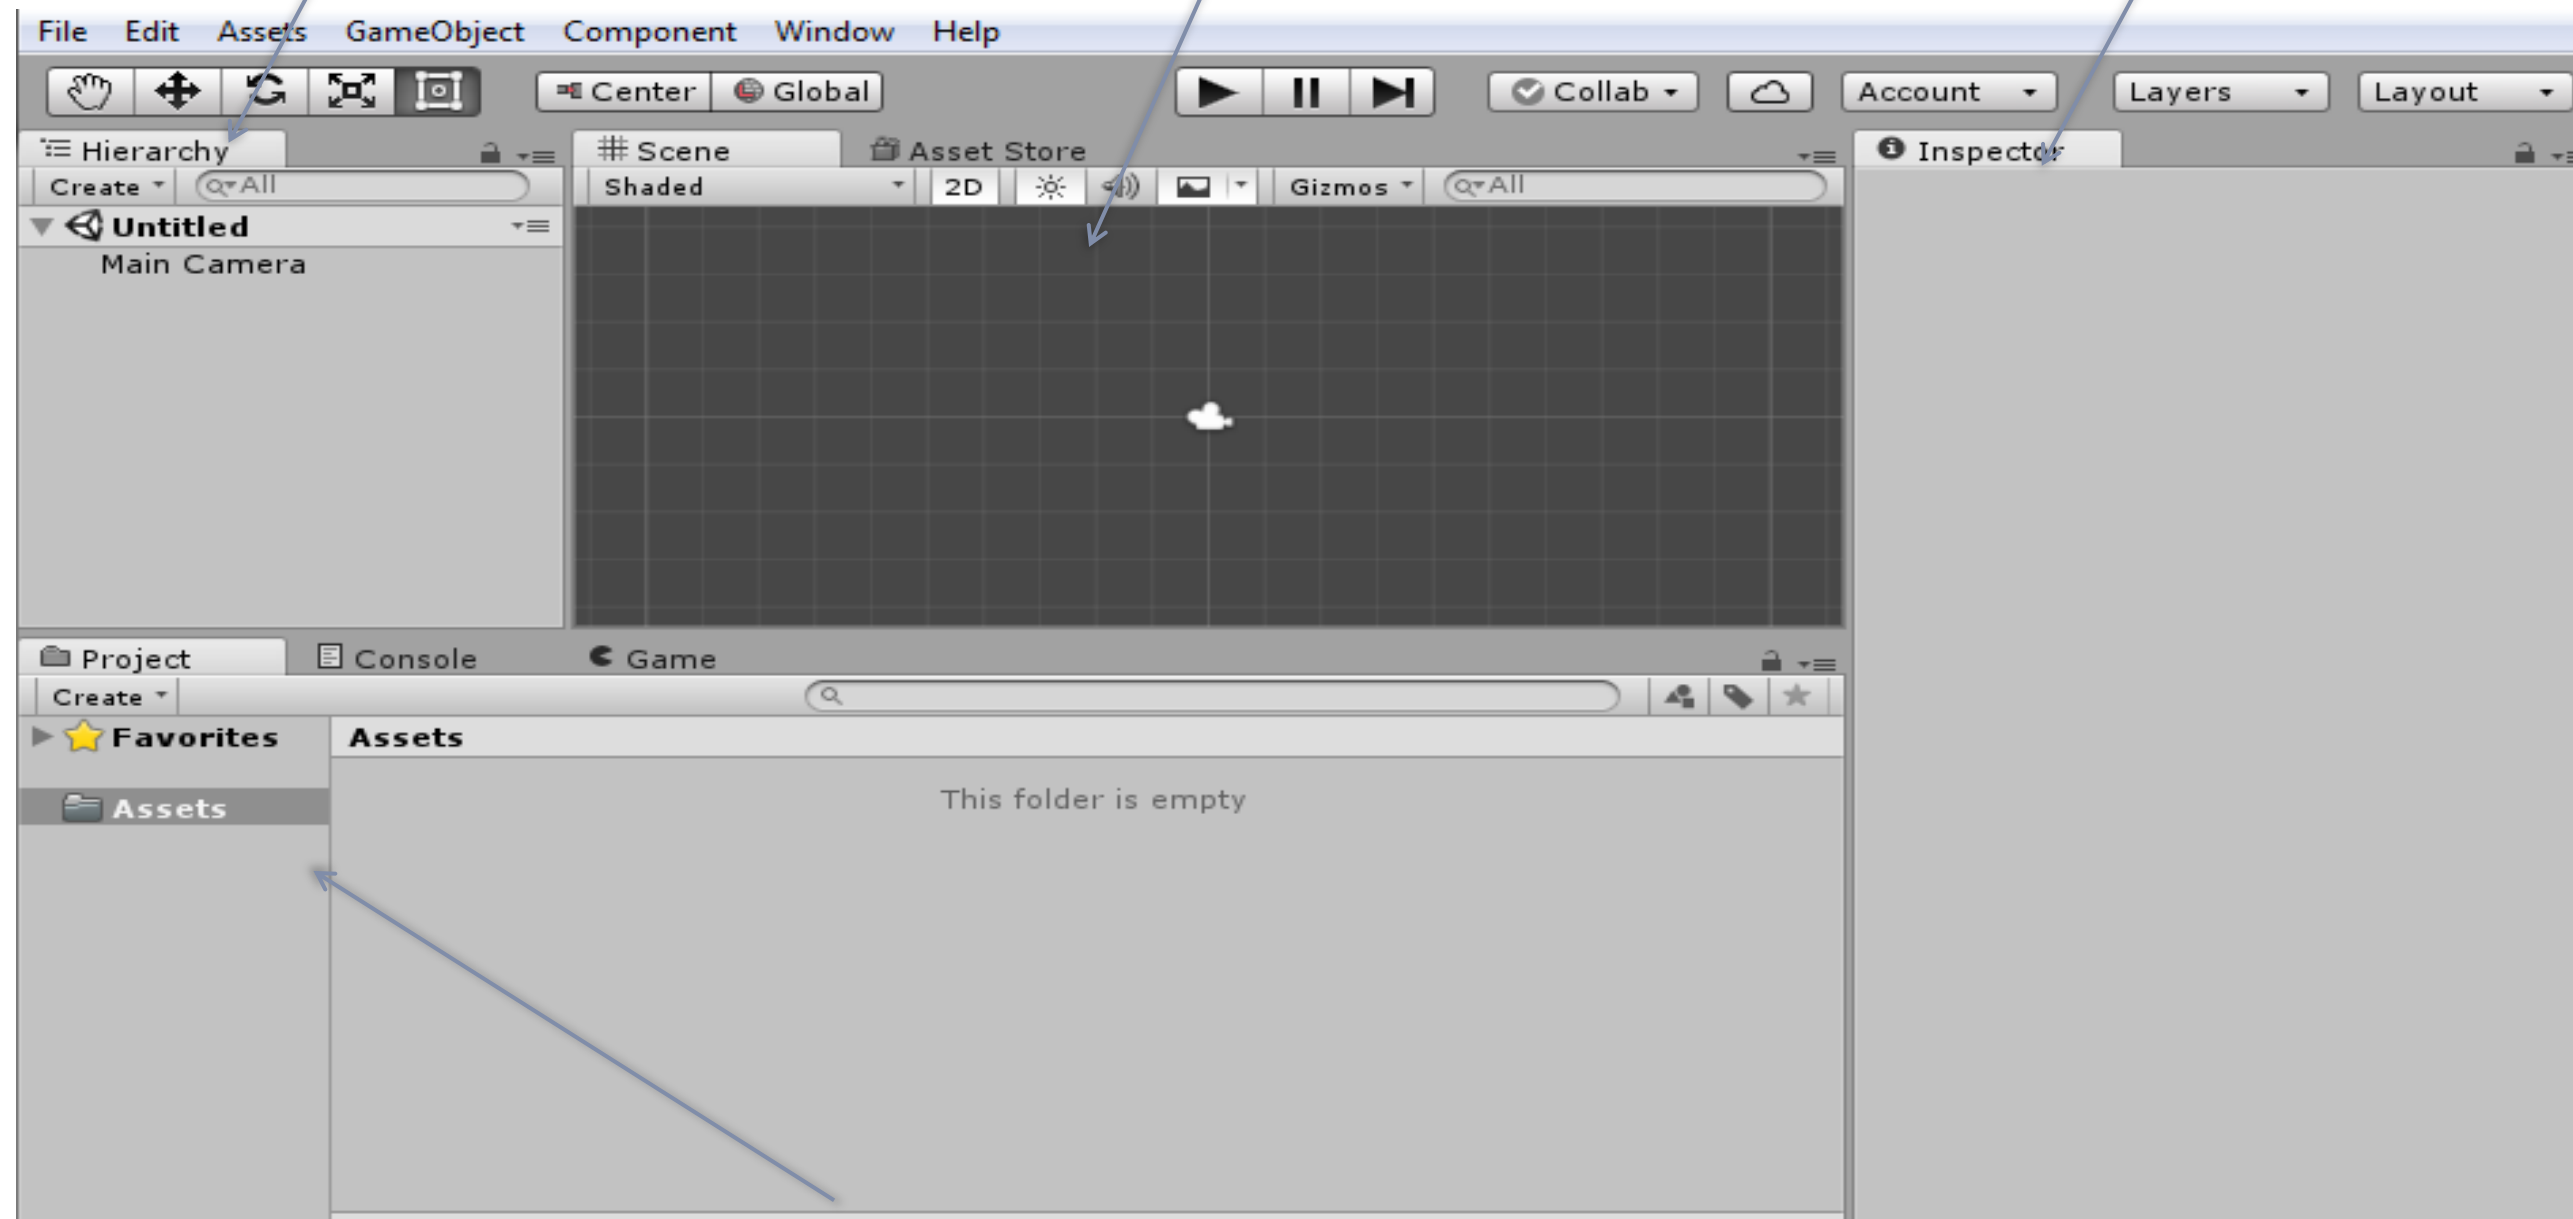 File Edit Assets GameObject Component Window Help
Center Global Collab Account Layers Layout
Hierarchy
Create All
Untitled
Main Camera
Scene Asset Store
Shaded 2D Gizmos All
Inspector
Project Console Game
Create
Favorites
Assets
Assets
This folder is empty